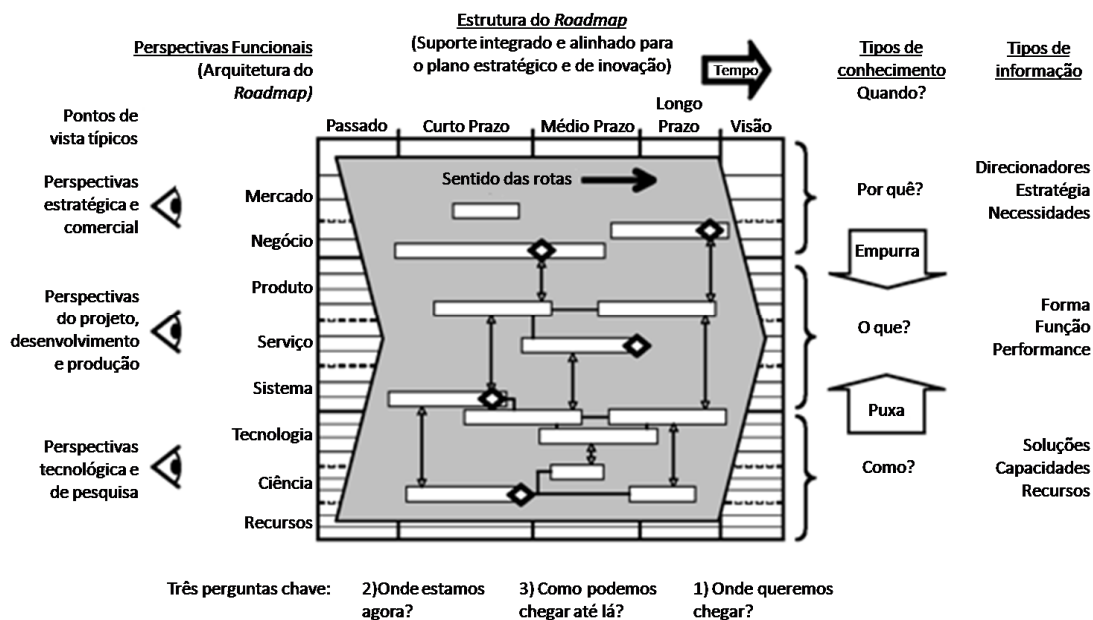 Estrutura do Roadmap
(Suporte integrado e alinhado para
o plano estratégico e de inovação)
Perspectivas Funcionais
(Arquitetura do
Roadmap)
Tempo
Tipos de
conhecimento
Quando?
Tipos de
informação
Pontos de
vista típicos
Passado
Curto Prazo
Médio Prazo
Longo
Prazo
Visão
Sentido das rotas
Perspectivas
estratégica e
comercial
Mercado
Negócio
Por quê?
Direcionadores
Estratégia
Necessidades
Empurra
Perspectivas
do projeto,
desenvolvimento
e produção
Produto
Serviço
Sistema
O que?
Forma
Função
Performance
Puxa
Perspectivas
tecnológica e
de pesquisa
Tecnologia
Ciência
Recursos
Como?
Soluções
Capacidades
Recursos
Três perguntas chave:
2)Onde estamos
agora?
3) Como podemos
chegar até lá?
1) Onde queremos
chegar?